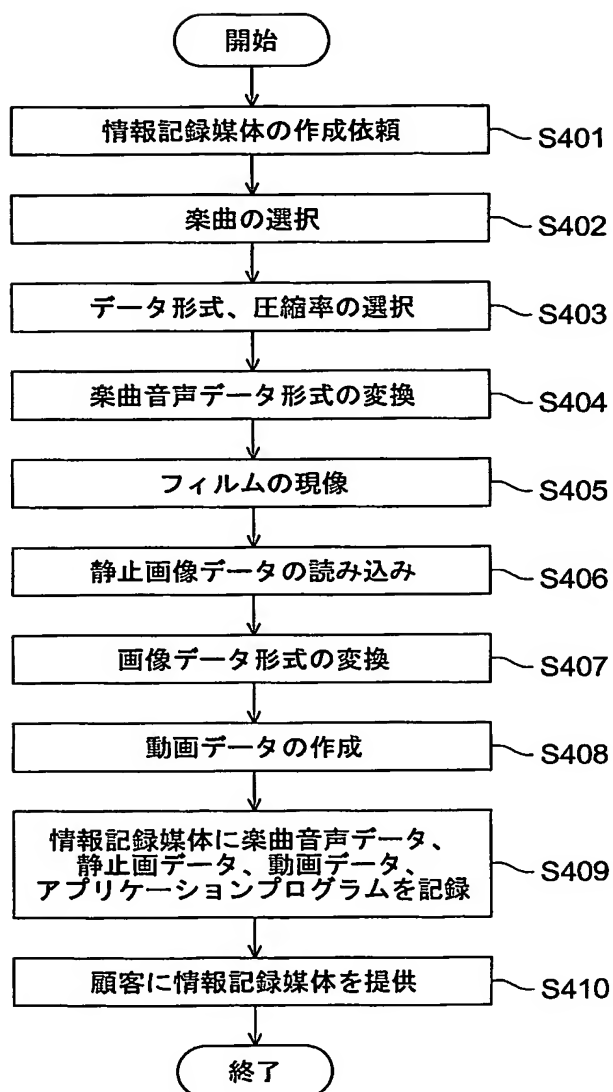 開始
情報記録媒体の作成依頼
S401
楽曲の選択
S402
データ形式、圧縮率の選択
S403
楽曲音声データ形式の変換
S404
フィルムの現像
S405
静止画像データの読み込み
S406
画像データ形式の変換
S407
動画データの作成
S408
情報記録媒体に楽曲音声データ、
静止画データ、動画データ、
アプリケーションプログラムを記録
S409
顧客に情報記録媒体を提供
S410
終了